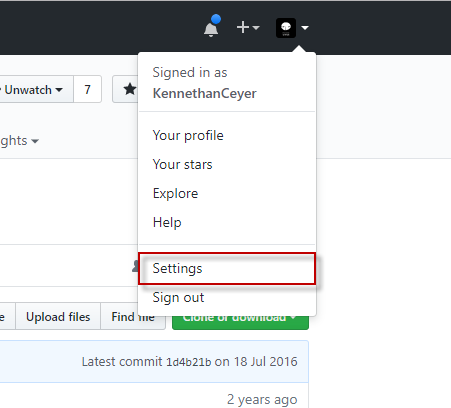 Unwatch 7
Signed in as
KennethanCeyer
ghts
Your profile
Your stars
Explore
Help
Settings
Sign out
Upload files Find file Clone or download
Latest commit 1d4b21b on 18 Jul 2016
2 years ago